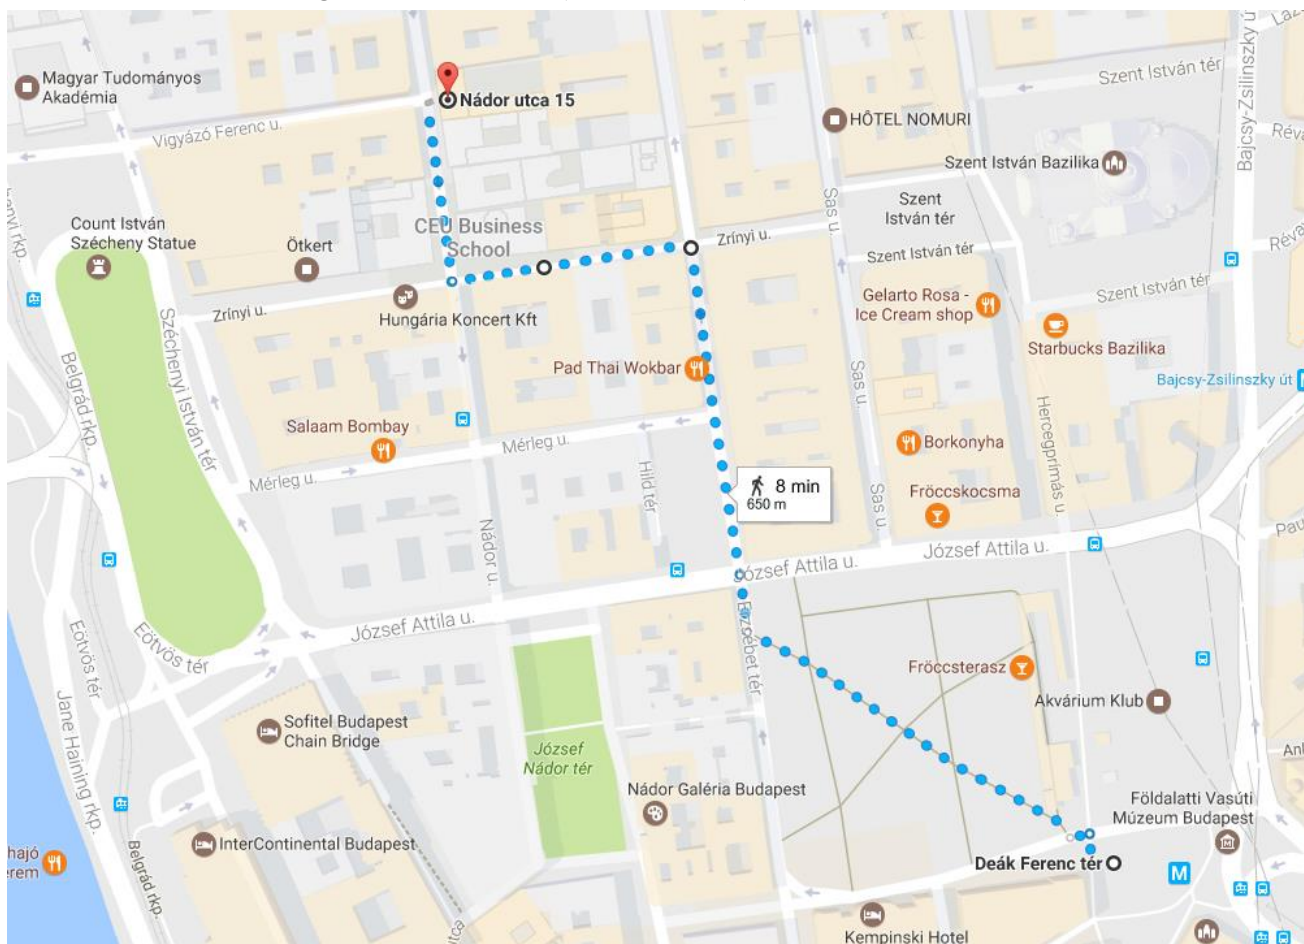 Magyar Tudományos
Akadémia
Nádor utca 15
Vigyázó Ferenc u.
HÔTEL NOMURI
Szent István tér
Bajcsy-Zsilinszky ú
Szent István Bazilika
Count István
Szécheny Statue
Ötkert
CEU Business
School
Zrínyi u.
Sas u.
Szent
István tér
Szent István tér
Zrínyi u.
Hungária Koncert Kft
Gelarto Rosa -
Ice Cream shop
Szent István tér
Starbucks Bazilika
Széchenyi István tér
Belgrád rkp.
Pad Thai Wokbar
Sas u.
Bajcsy-Zsilinszky út
Salaam Bombay
Mérleg u.
Borkonyha
Hercegprímás u.
Mérleg u.
Hild tér
8 min
650 m
Fröccskocsma
Sas u.
Nádor u.
József Attila u.
József Attila u.
József Attila u.
Eötvös tér
Eötvös tér
Erzsébet tér
Jane Haining rkp.
Fröccsterasz
Akvárium Klub
Sofitel Budapest
Chain Bridge
József
Nádor tér
Nádor Galéria Budapest
Földalatti Vasúti
Múzeum Budapest
InterContinental Budapest
Belgrád rkp.
Deák Ferenc tér
M
Kempinski Hotel